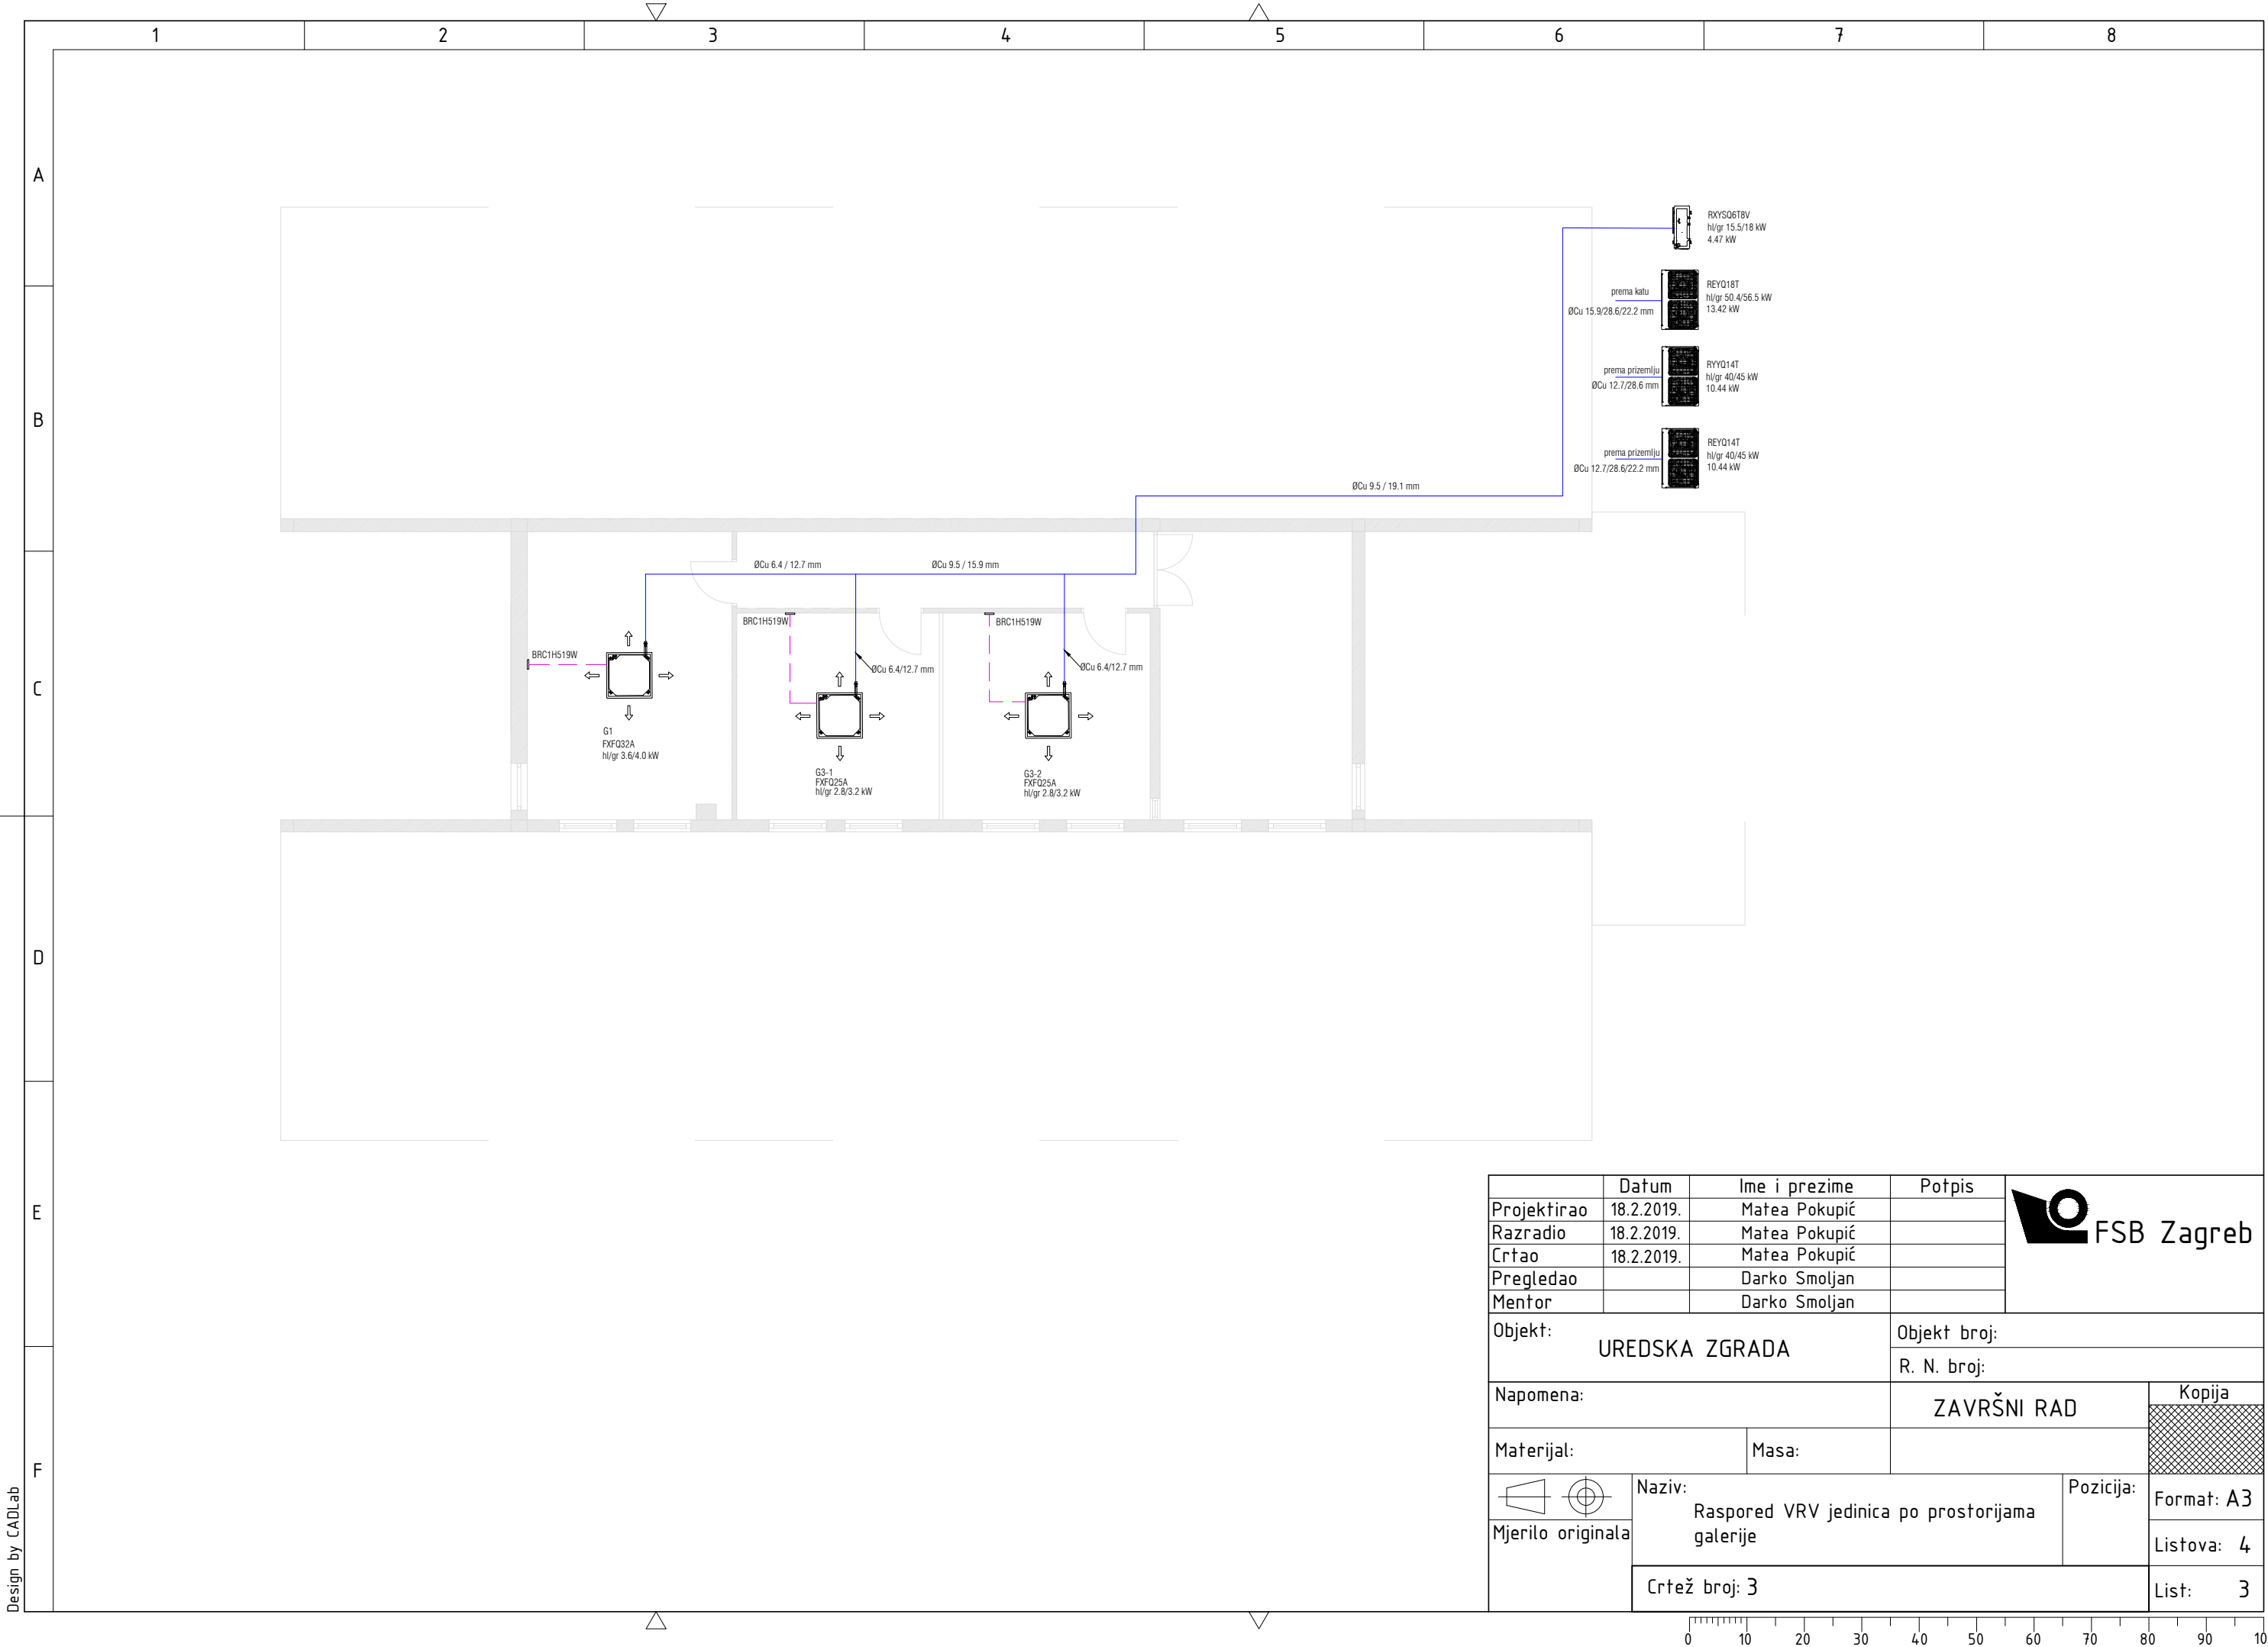 1 2 3 4 5 6 7 8
A
B
C
D
E
F
RXYSQ6T8V
hl/gr 15.5/18 kW
4.47 kW
prema katu
ØCu 15.9/28.6/22.2 mm
REYQ18T
hl/gr 50.4/56.5 kW
13.42 kW
prema prizemlju
ØCu 12.7/28.6 mm
RYYQ14T
hl/gr 40/45 kW
10.44 kW
prema prizemlju
ØCu 12.7/28.6/22.2 mm
REYQ14T
hl/gr 40/45 kW
10.44 kW
ØCu 9.5 / 19.1 mm
ØCu 6.4 / 12.7 mm
ØCu 9.5 / 15.9 mm
BRC1H519W
BRC1H519W
BRC1H519W
ØCu 6.4/12.7 mm
ØCu 6.4/12.7 mm
G1
FXFQ32A
hl/gr 3.6/4.0 kW
G3-1
FXFQ25A
hl/gr 2.8/3.2 kW
G3-2
FXFQ25A
hl/gr 2.8/3.2 kW
Datum Ime i prezime Potpis
Projektirao 18.2.2019. Matea Pokupić
Razradio 18.2.2019. Matea Pokupić
Crtao 18.2.2019. Matea Pokupić
Pregledao Darko Smoljan
Mentor Darko Smoljan
FSB Zagreb
Objekt:
UREDSKA ZGRADA
Objekt broj:
R. N. broj:
Napomena:
ZAVRŠNI RAD
Kopija
Materijal:
Masa:
Naziv:
Raspored VRV jedinica po prostorijama
galerije
Pozicija:
Format: A3
Mjerilo originala
Listova: 4
Crtež broj: 3
List: 3
Design by CADLab
0 10 20 30 40 50 60 70 80 90 10